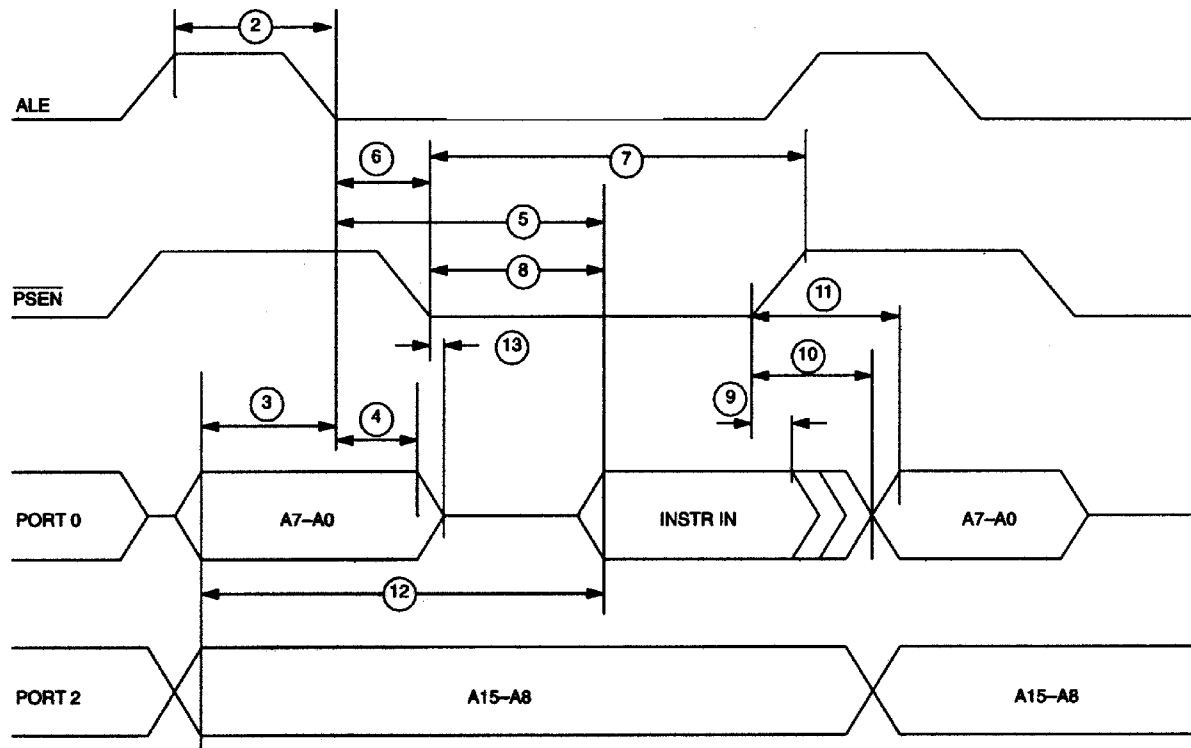 2
ALE
6
7
5
8
PSEN
11
13
10
9
3
4
PORT 0
A7–A0
INSTR IN
A7–A0
12
PORT 2
A15–A8
A15–A8